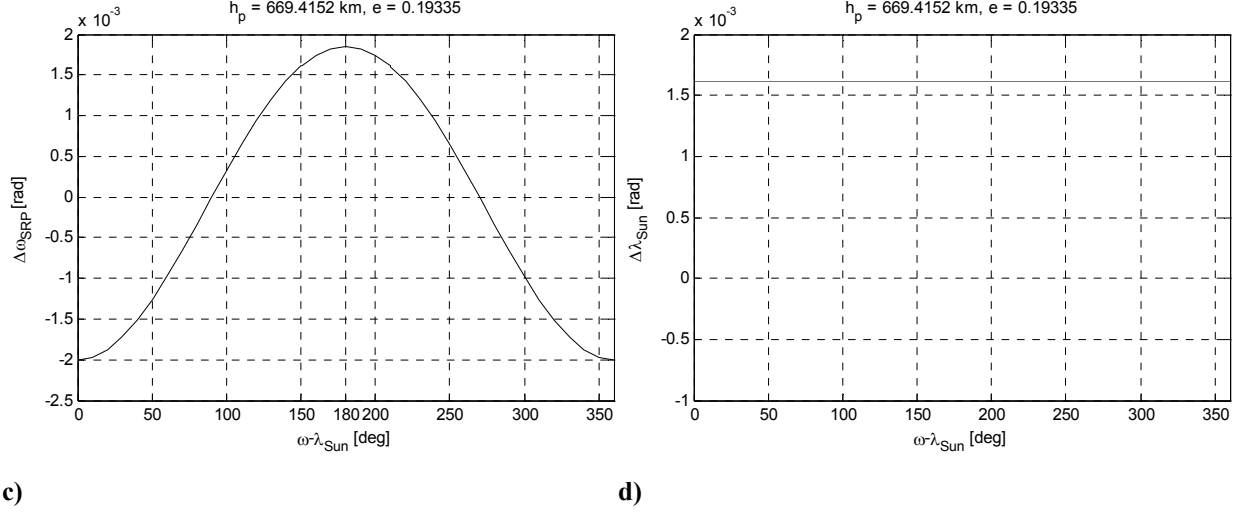 h_p = 669.4152 km, e = 0.19335
x 10^-3
2
1.5
1
0.5
0
-0.5
-1
-1.5
-2
-2.5
Δω_SRP [rad]
0 50 100 150 180 200 250 300 350
ω-λ_Sun [deg]
c)
h_p = 669.4152 km, e = 0.19335
x 10^-3
2
1.5
1
0.5
0
-0.5
-1
Δλ_Sun [rad]
0 50 100 150 200 250 300 350
ω-λ_Sun [deg]
d)